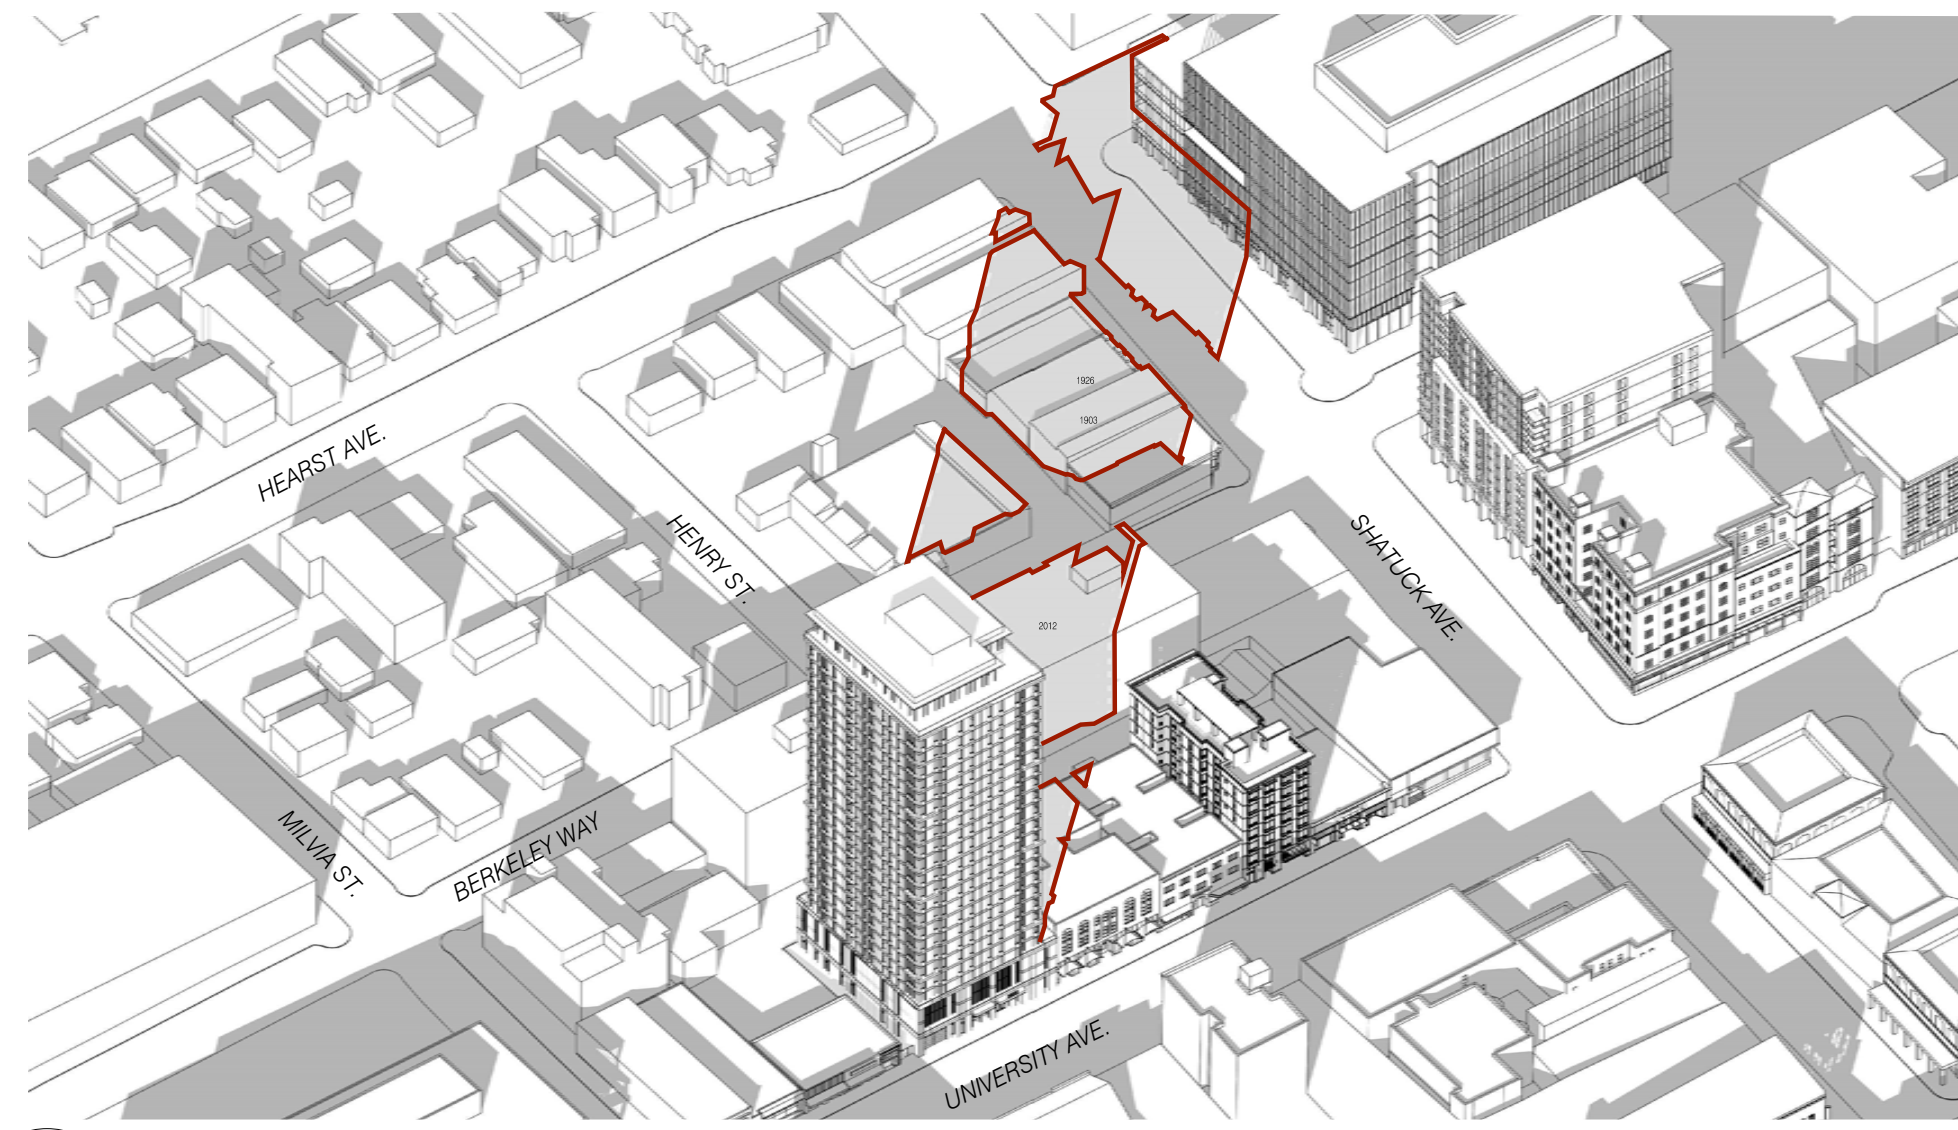 1926
1903
HEARST AVE.
HENRY ST.
SHATUCK AVE.
2012
MILVIA ST.
BERKELEY WAY
UNIVERSITY AVE.